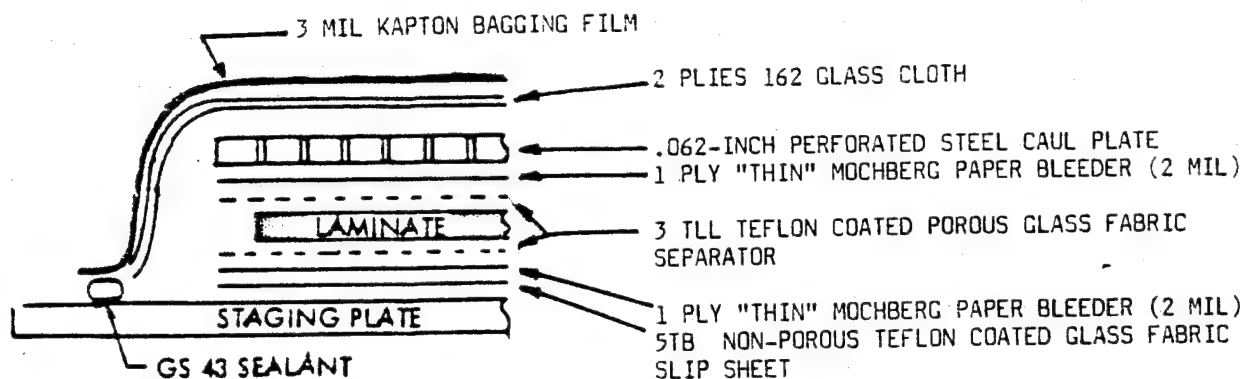 3 MIL KAPTON BAGGING FILM
2 PLIES 162 GLASS CLOTH
.062-INCH PERFORATED STEEL CAUL PLATE
1 PLY "THIN" MOCHBERG PAPER BLEEDER (2 MIL)
LAMINATE
3 TLL TEFLON COATED POROUS GLASS FABRIC
SEPARATOR
1 PLY "THIN" MOCHBERG PAPER BLEEDER (2 MIL)
STAGING PLATE
5TB NON-POROUS TEFLON COATED GLASS FABRIC
SLIP SHEET
GS 43 SEALANT